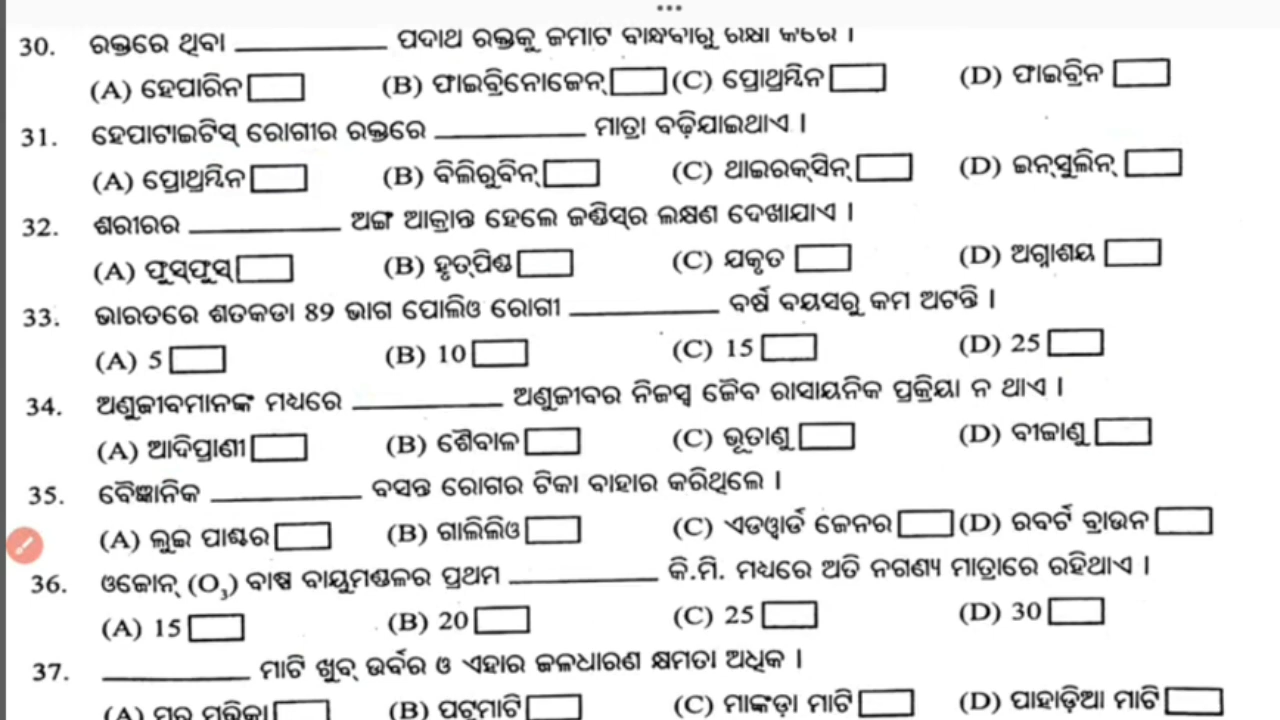 30. ରକ୍ତରେ ଥିବା __________ ପଦାଥ ରକ୍ତକୁ ଜମାଟ ବାନ୍ଧିବାରୁ ରକ୍ଷା କରେ ।
(A) ହେପାରିନ (B) ଫାଇବ୍ରିନୋଜେନ୍ (C) ପ୍ରୋଥ୍ରମ୍ବିନ (D) ଫାଇବ୍ରିନ
31. ହେପାଟାଇଟିସ୍ ରୋଗୀର ରକ୍ତରେ __________ ମାତ୍ରା ବଢ଼ିଯାଇଥାଏ ।
(A) ପ୍ରୋଥ୍ରମ୍ବିନ (B) ବିଲିରୁବିନ୍ (C) ଥାଇରକ୍‌ସିନ୍ (D) ଇନ୍‌ସୁଲିନ୍
32. ଶରୀରର __________ ଅଙ୍ଗ ଆକ୍ରାନ୍ତ ହେଲେ ଜଣ୍ଡିସ୍‌ର ଲକ୍ଷଣ ଦେଖାଯାଏ ।
(A) ଫୁସ୍‌ଫୁସ୍ (B) ହୃତ୍‌ପିଣ୍ଡ (C) ଯକୃତ (D) ଅଗ୍ନାଶୟ
33. ଭାରତରେ ଶତକଡା 89 ଭାଗ ପୋଲିଓ ରୋଗୀ __________ ବର୍ଷ ବୟସରୁ କମ ଅଟନ୍ତି ।
(A) 5 (B) 10 (C) 15 (D) 25
34. ଅଣୁଜୀବମାନଙ୍କ ମଧ୍ୟରେ __________ ଅଣୁଜୀବର ନିଜସ୍ୱ ଜୈବ ରାସାୟନିକ ପ୍ରକ୍ରିୟା ନ ଥାଏ ।
(A) ଆଦିପ୍ରାଣୀ (B) ଶୈବାଳ (C) ଭୂତାଣୁ (D) ବୀଜାଣୁ
35. ବୈଜ୍ଞାନିକ __________ ବସନ୍ତ ରୋଗର ଟିକା ବାହାର କରିଥିଲେ ।
(A) ଲୁଇ ପାଶ୍ଚର (B) ଗାଲିଲିଓ (C) ଏଡୱାର୍ଡ ଜେନର (D) ରବର୍ଟ ବ୍ରାଉନ
36. ଓଜୋନ୍ (O₃) ବାଷ୍ପ ବାୟୁମଣ୍ଡଳର ପ୍ରଥମ __________ କି.ମି. ମଧ୍ୟରେ ଅତି ନଗଣ୍ୟ ମାତ୍ରାରେ ରହିଥାଏ ।
(A) 15 (B) 20 (C) 25 (D) 30
37. __________ ମାଟି ଖୁବ୍ ଉର୍ବର ଓ ଏହାର ଜଳଧାରଣ କ୍ଷମତା ଅଧିକ ।
(A) ମରୁ ମୃତ୍ତିକା (B) ପଟୁମାଟି (C) ମାଙ୍କଡ଼ା ମାଟି (D) ପାହାଡ଼ିଆ ମାଟି